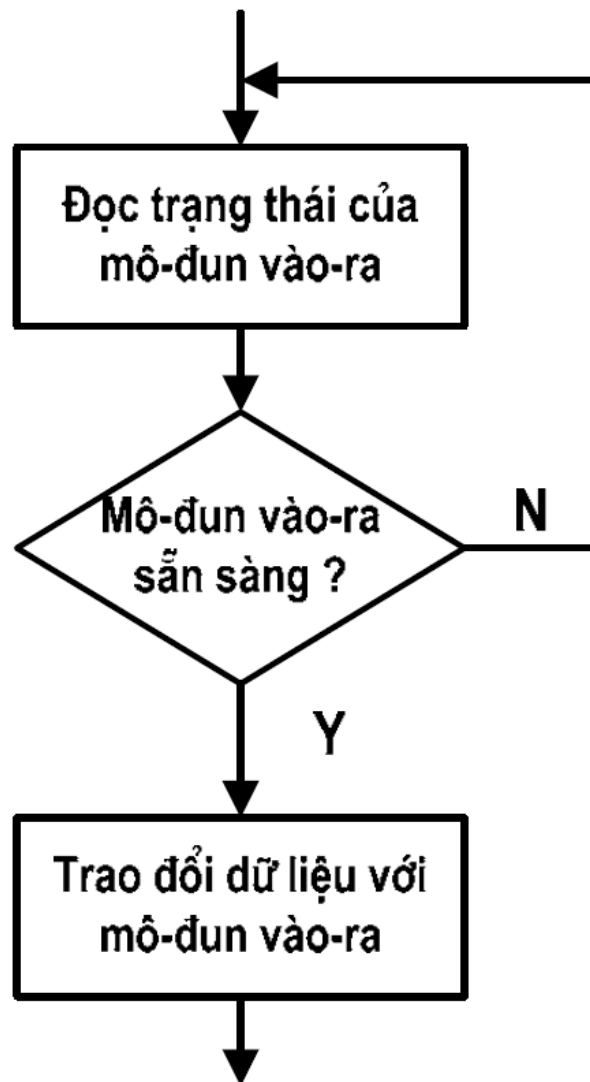 Đọc trạng thái của
mô-đun vào-ra
Mô-đun vào-ra
sẵn sàng ?
N
Y
Trao đổi dữ liệu với
mô-đun vào-ra